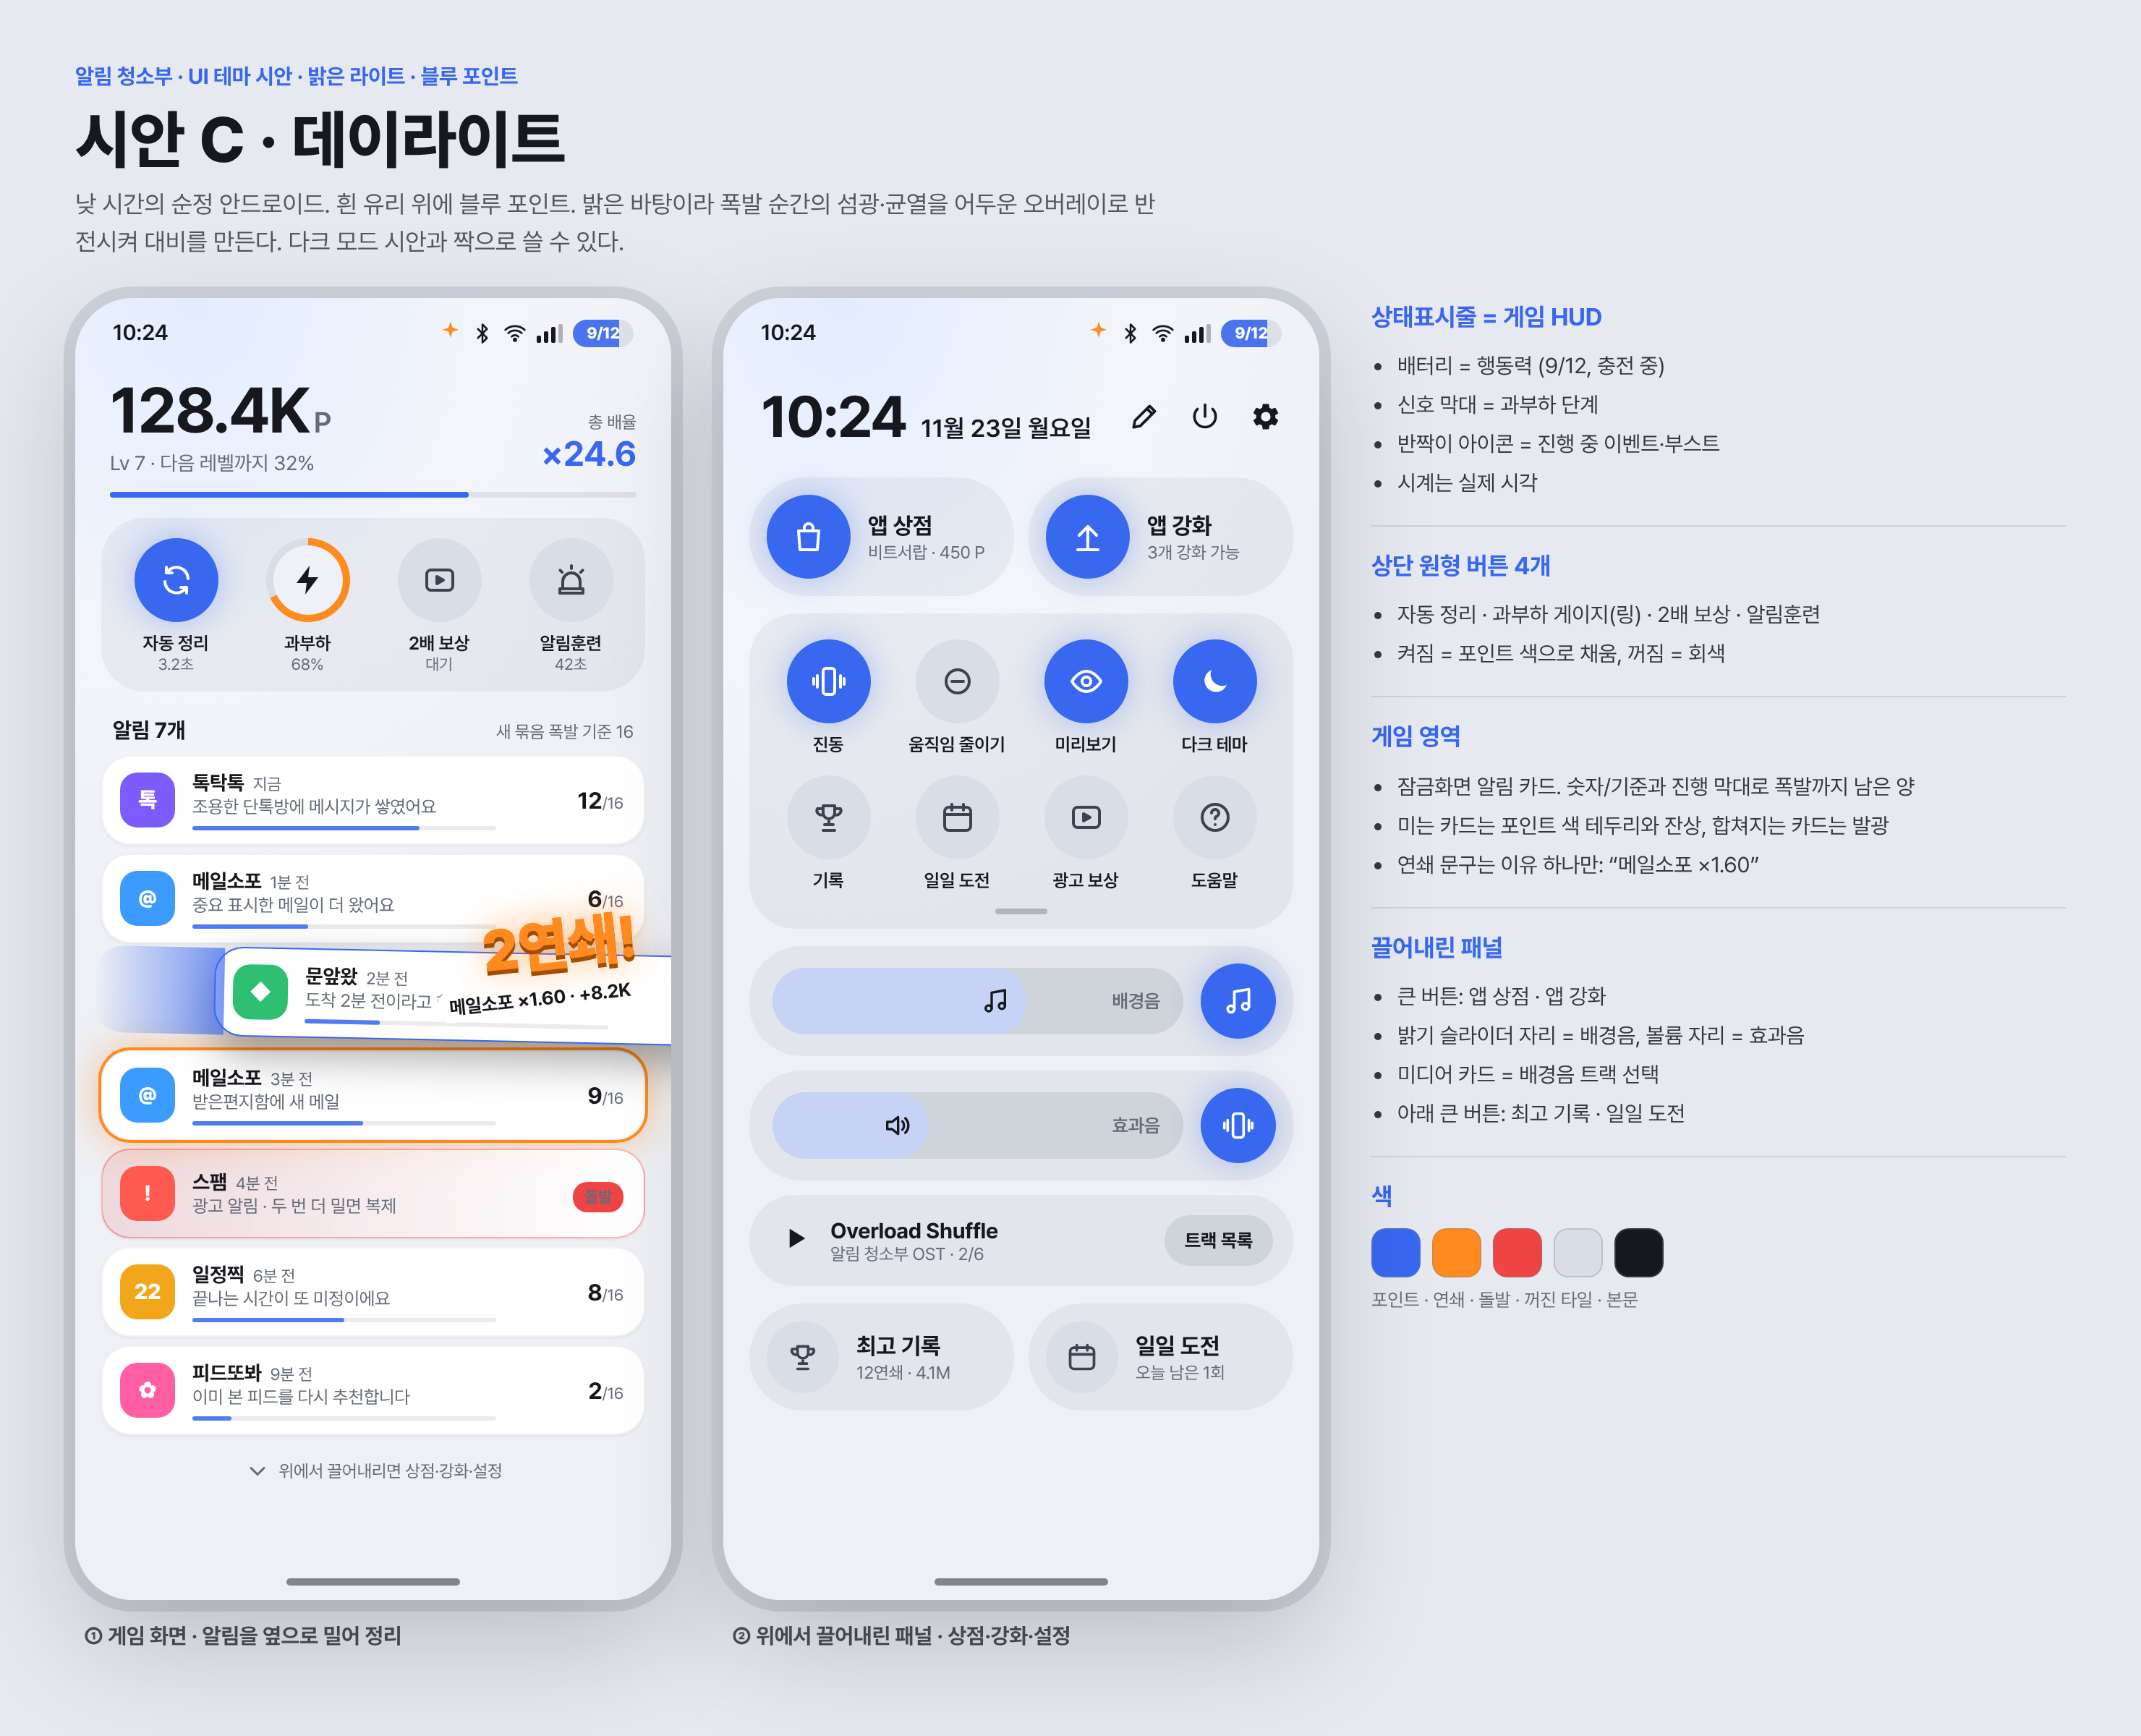 알림 청소부 · UI 테마 시안 · 밝은 라이트 · 블루 포인트
시안 C · 데이라이트
낮 시간의 순정 안드로이드. 흰 유리 위에 블루 포인트. 밝은 바탕이라 폭발 순간의 섬광·균열을 어두운 오버레이로 반
전시켜 대비를 만든다. 다크 모드 시안과 짝으로 쓸 수 있다.
10:24
9/12
128.4K P
총 배율
×24.6
Lv 7 · 다음 레벨까지 32%
자동 정리
3.2초
과부하
68%
2배 보상
대기
알림훈련
42초
알림 7개
새 묶음 폭발 기준 16
톡
톡탁톡 지금
조용한 단톡방에 메시지가 쌓였어요
12/16
@
메일소포 1분 전
중요 표시한 메일이 더 왔어요
6/16
2연쇄!
문앞왔 2분 전
도착 2분 전이라고
메일소포 ×1.60 · +8.2K
@
메일소포 3분 전
받은편지함에 새 메일
9/16
!
스팸 4분 전
광고 알림 · 두 번 더 밀면 복제
돌발
22
일정찍 6분 전
끝나는 시간이 또 미정이에요
8/16
피드또봐 9분 전
이미 본 피드를 다시 추천합니다
2/16
위에서 끌어내리면 상점·강화·설정
① 게임 화면 · 알림을 옆으로 밀어 정리
10:24
9/12
10:24 11월 23일 월요일
앱 상점
비트서랍 · 450 P
앱 강화
3개 강화 가능
진동
움직임 줄이기
미리보기
다크 테마
기록
일일 도전
광고 보상
도움말
배경음
효과음
Overload Shuffle
알림 청소부 OST · 2/6
트랙 목록
최고 기록
12연쇄 · 4.1M
일일 도전
오늘 남은 1회
② 위에서 끌어내린 패널 · 상점·강화·설정
상태표시줄 = 게임 HUD
• 배터리 = 행동력 (9/12, 충전 중)
• 신호 막대 = 과부하 단계
• 반짝이 아이콘 = 진행 중 이벤트·부스트
• 시계는 실제 시각
상단 원형 버튼 4개
• 자동 정리 · 과부하 게이지(링) · 2배 보상 · 알림훈련
• 켜짐 = 포인트 색으로 채움, 꺼짐 = 회색
게임 영역
• 잠금화면 알림 카드. 숫자/기준과 진행 막대로 폭발까지 남은 양
• 미는 카드는 포인트 색 테두리와 잔상, 합쳐지는 카드는 발광
• 연쇄 문구는 이유 하나만: “메일소포 ×1.60”
끌어내린 패널
• 큰 버튼: 앱 상점 · 앱 강화
• 밝기 슬라이더 자리 = 배경음, 볼륨 자리 = 효과음
• 미디어 카드 = 배경음 트랙 선택
• 아래 큰 버튼: 최고 기록 · 일일 도전
색
포인트 · 연쇄 · 돌발 · 꺼진 타일 · 본문